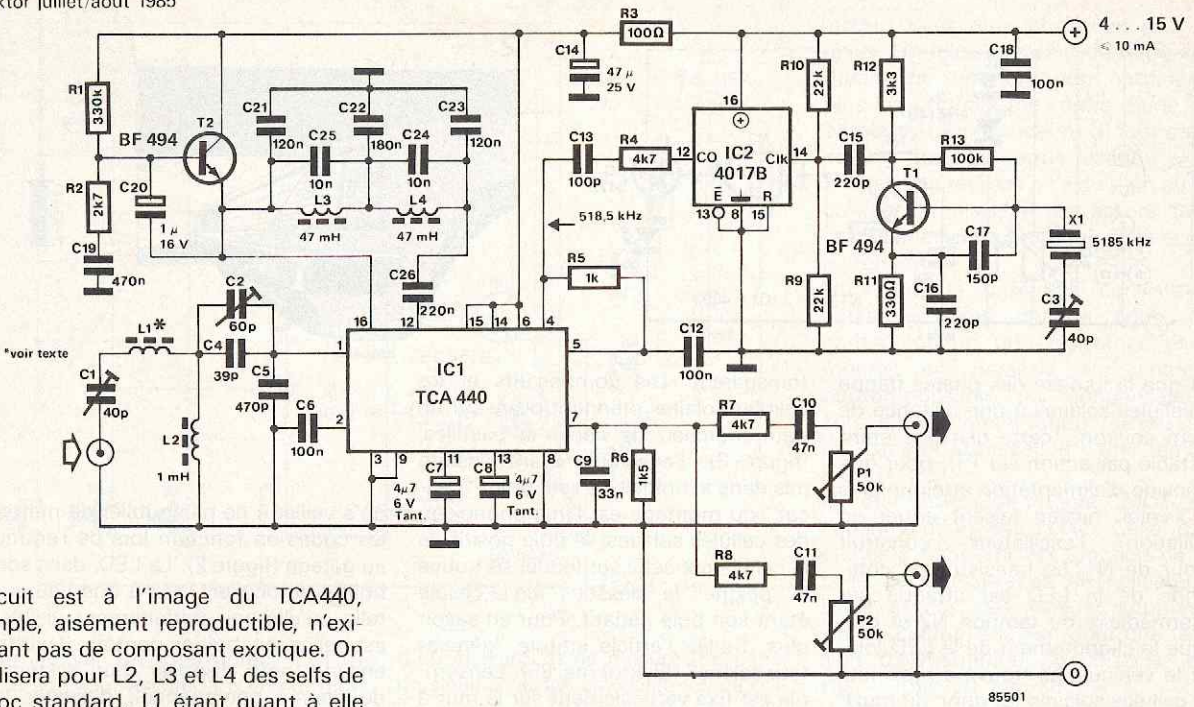 ktor juillet/août 1985
R3
100Ω
4 . . . 15 V
≤ 10 mA
C14
47 µ
25 V
C18
100n
R1
330k
T2
BF 494
C21
120n
C22
180n
C23
120n
C25
10n
C24
10n
L3
47 mH
L4
47 mH
R10
22k
R12
3k3
16
C13
100p
R4
4k7
12
CO
IC2
4017B
Clk
14
C15
220p
R13
100k
E
R
13
8
15
T1
BF 494
R2
2k7
C20
1 µ
16 V
518,5 kHz
R5
1k
C19
470n
C26
220n
C17
150p
X1
5185 kHz
R9
22k
R11
330Ω
C16
220p
C3
40p
C2
60p
16
12
15
14
6
4
*voir texte
L1*
C4
39p
C5
470p
1
IC1
TCA 440
5
C12
100n
C1
40p
L2
1 mH
C6
100n
2
7
R7
4k7
C10
47n
3
9
11
13
8
C7
4µ7
6 V
Tant.
C8
4µ7
6 V
Tant.
C9
33n
R6
1k5
P1
50k
R8
4k7
C11
47n
P2
50k
85501
cuit est à l'image du TCA440,
mple, aisément reproductible, n'exi-
ant pas de composant exotique. On
lisera pour L2, L3 et L4 des selfs de
oc standard, L1 étant quant à elle